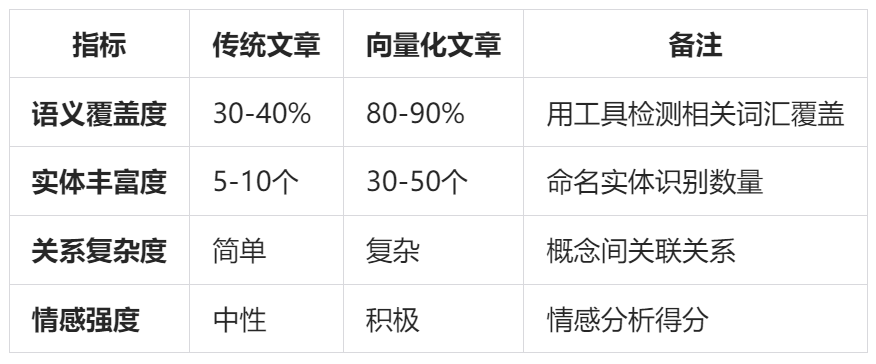 指标 传统文章 向量化文章 备注
语义覆盖度 30-40% 80-90% 用工具检测相关词汇覆盖
实体丰富度 5-10个 30-50个 命名实体识别数量
关系复杂度 简单 复杂 概念间关联关系
情感强度 中性 积极 情感分析得分